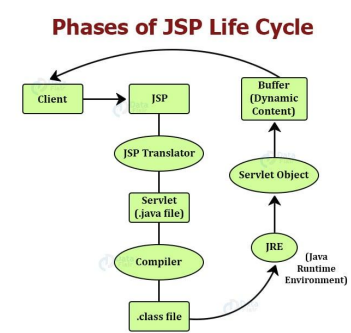 Phases of JSP Life Cycle
Client
JSP
Buffer
(Dynamic
Content)
JSP Translator
Servlet Object
Servlet
(.java file)
Compiler
JRE
(Java
Runtime
Environment)
.class file